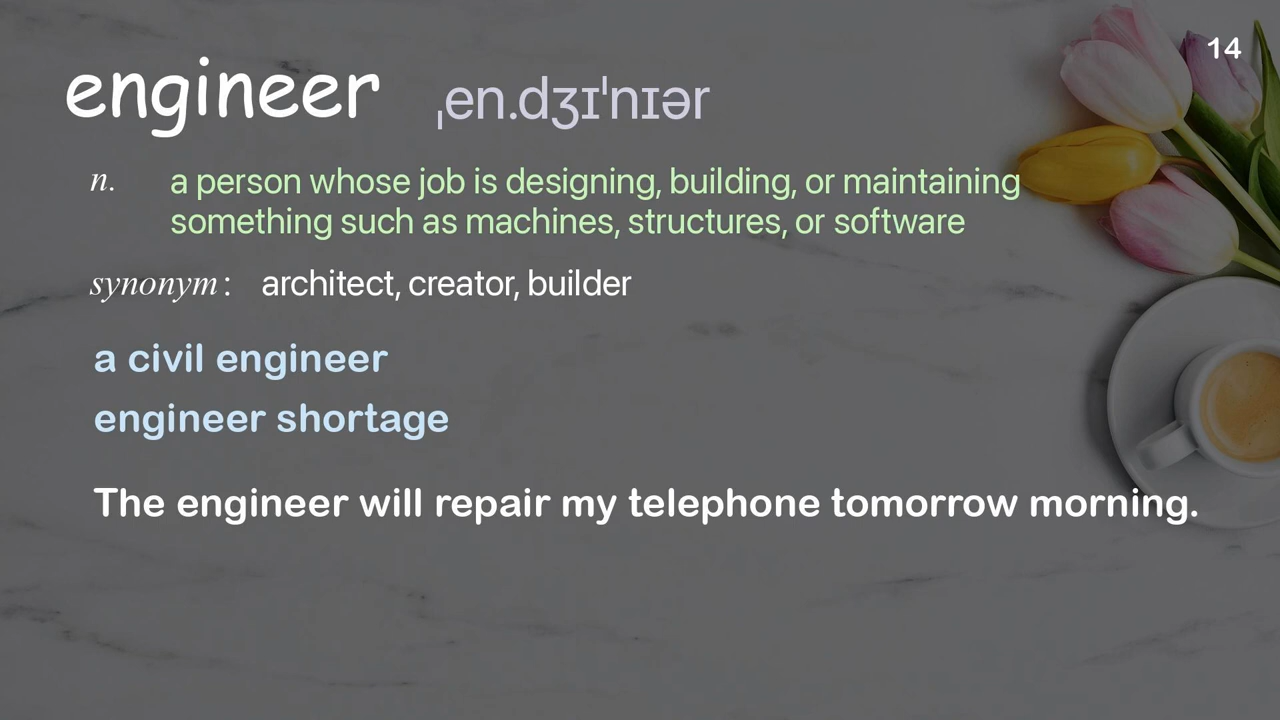 14
engineer ˌen.dʒɪˈnɪər
n. a person whose job is designing, building, or maintaining
something such as machines, structures, or software
synonym: architect, creator, builder
a civil engineer
engineer shortage
The engineer will repair my telephone tomorrow morning.